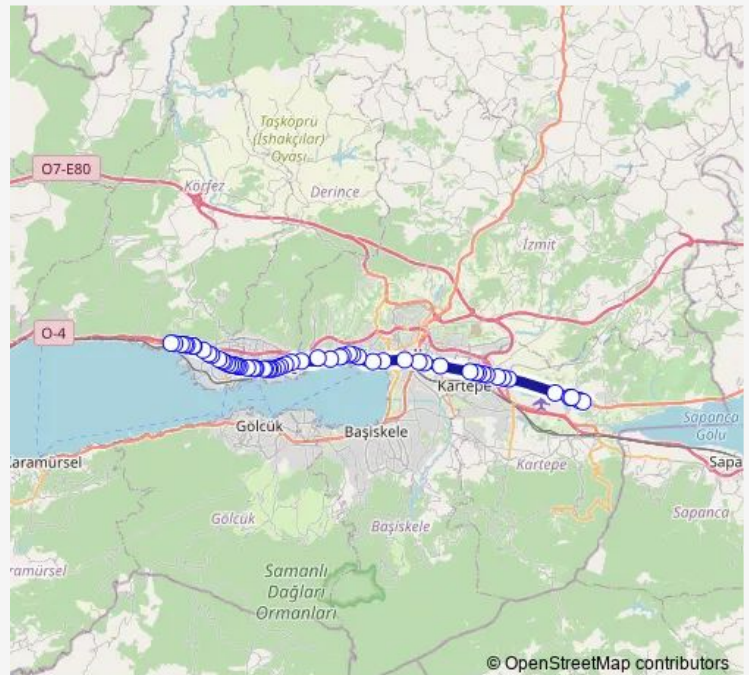 Taşköprü
(İshakçılar)
Ovası
O7-E80
Körfez
Derince
İzmit
O-4
Kartepe
Sapanca
Gölü
Gölcük
Başiskele
aramürsel
Sapa
Kartepe
Gölcük
Başiskele
Sapanca
ramürsel
Samanlı
Dağları
Ormanları
© OpenStreetMap contributors